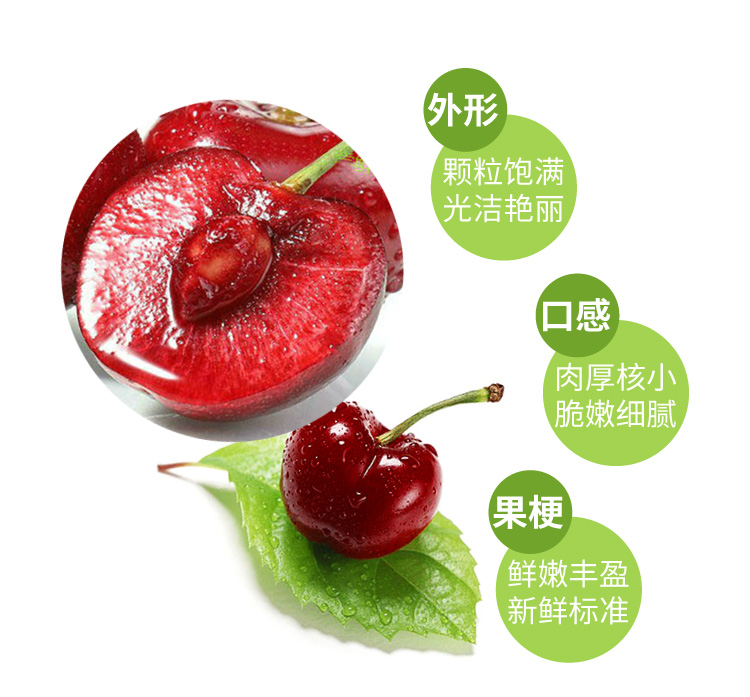 外形
颗粒饱满
光洁艳丽
口感
肉厚核小
脆嫩细腻
果梗
鲜嫩丰盈
新鲜标准